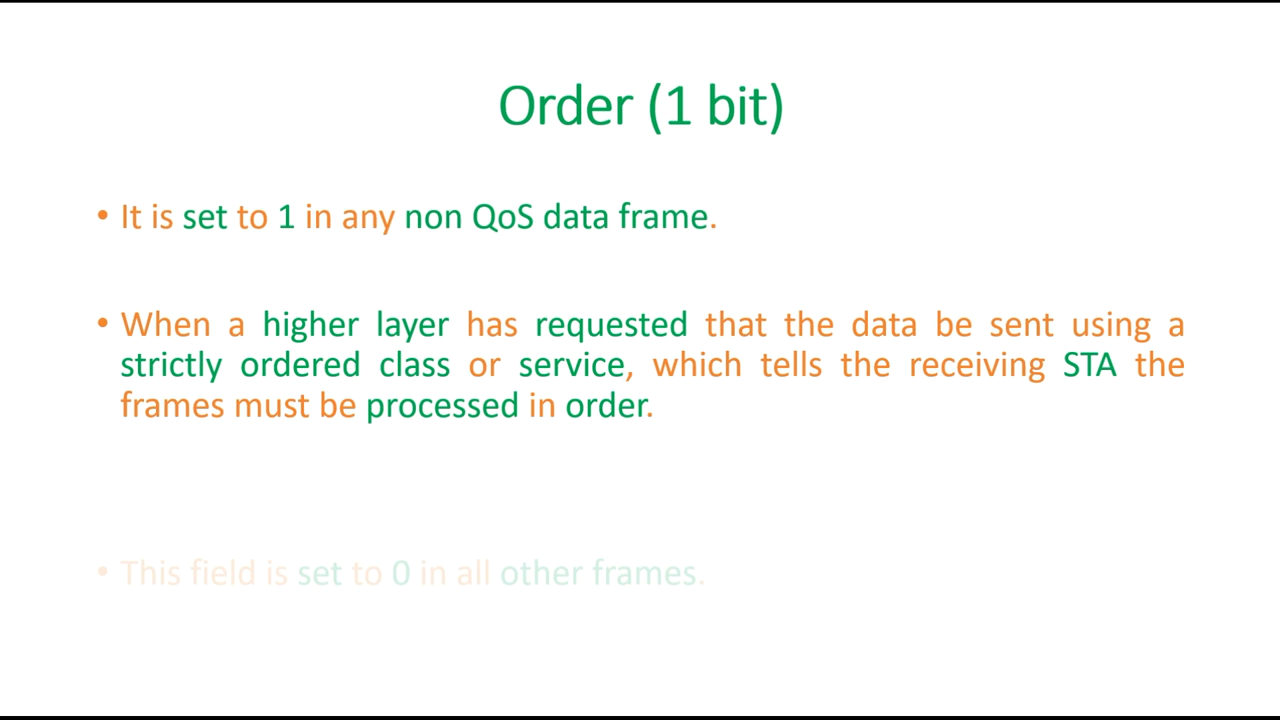 Order (1 bit)
• It is set to 1 in any non QoS data frame.
• When a higher layer has requested that the data be sent using a
strictly ordered class or service, which tells the receiving STA the
frames must be processed in order.
• This field is set to 0 in all other frames.